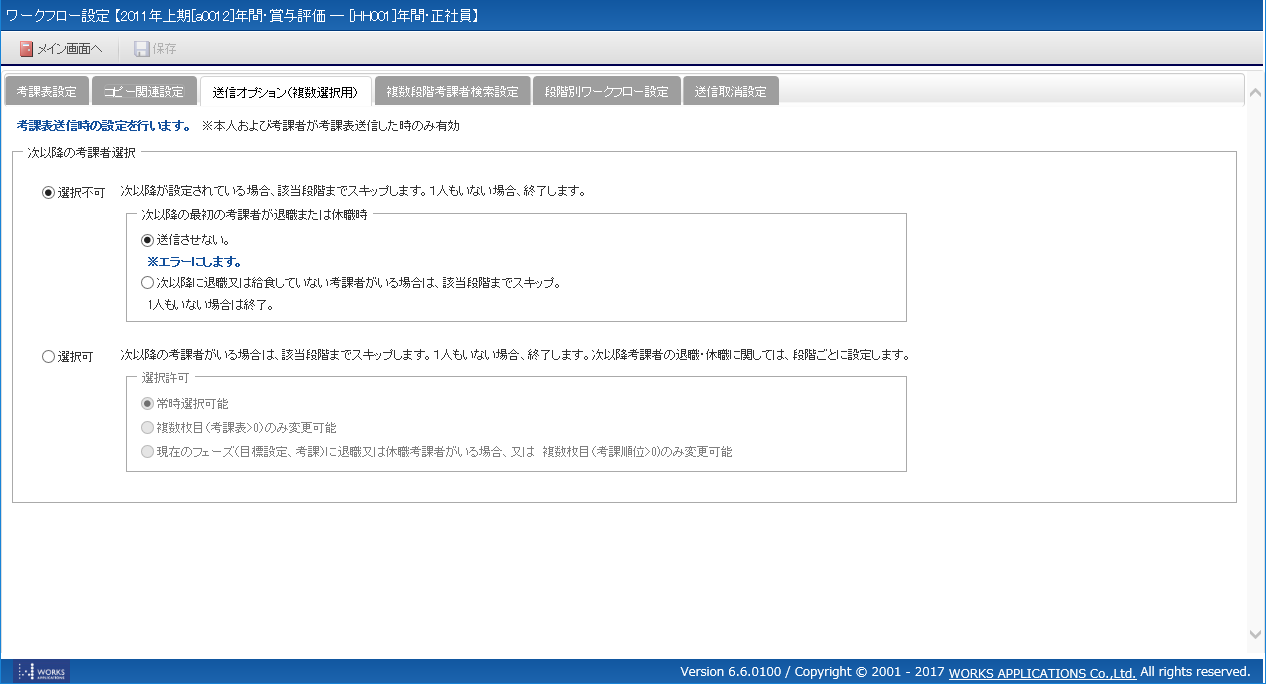 ワークフロー設定 【2011年上期[a0012]年間・賞与評価 ― [HH001]年間・正社員】
メイン画面へ 保存
考課表設定 コピー関連設定 送信オプション(複数選択用) 複数段階考課者検索設定 段階別ワークフロー設定 送信取消設定
考課表送信時の設定を行います。 ※本人および考課者が考課表送信した時のみ有効
次以降の考課者選択
選択不可 次以降が設定されている場合、該当段階までスキップします。1人もいない場合、終了します。
次以降の最初の考課者が退職または休職時
送信させない。
※エラーにします。
次以降に退職又は給食していない考課者がいる場合は、該当段階までスキップ。
1人もいない場合は終了。
選択可 次以降の考課者がいる場合は、該当段階までスキップします。1人もいない場合、終了します。次以降考課者の退職・休職に関しては、段階ごとに設定します。
選択許可
常時選択可能
複数枚目(考課表>0)のみ変更可能
現在のフェーズ(目標設定、考課)に退職又は休職考課者がいる場合、又は 複数枚目(考課順位>0)のみ変更可能
WORKS
APPLICATIONS
Version 6.6.0100 / Copyright © 2001 - 2017 WORKS APPLICATIONS Co.,Ltd. All rights reserved.